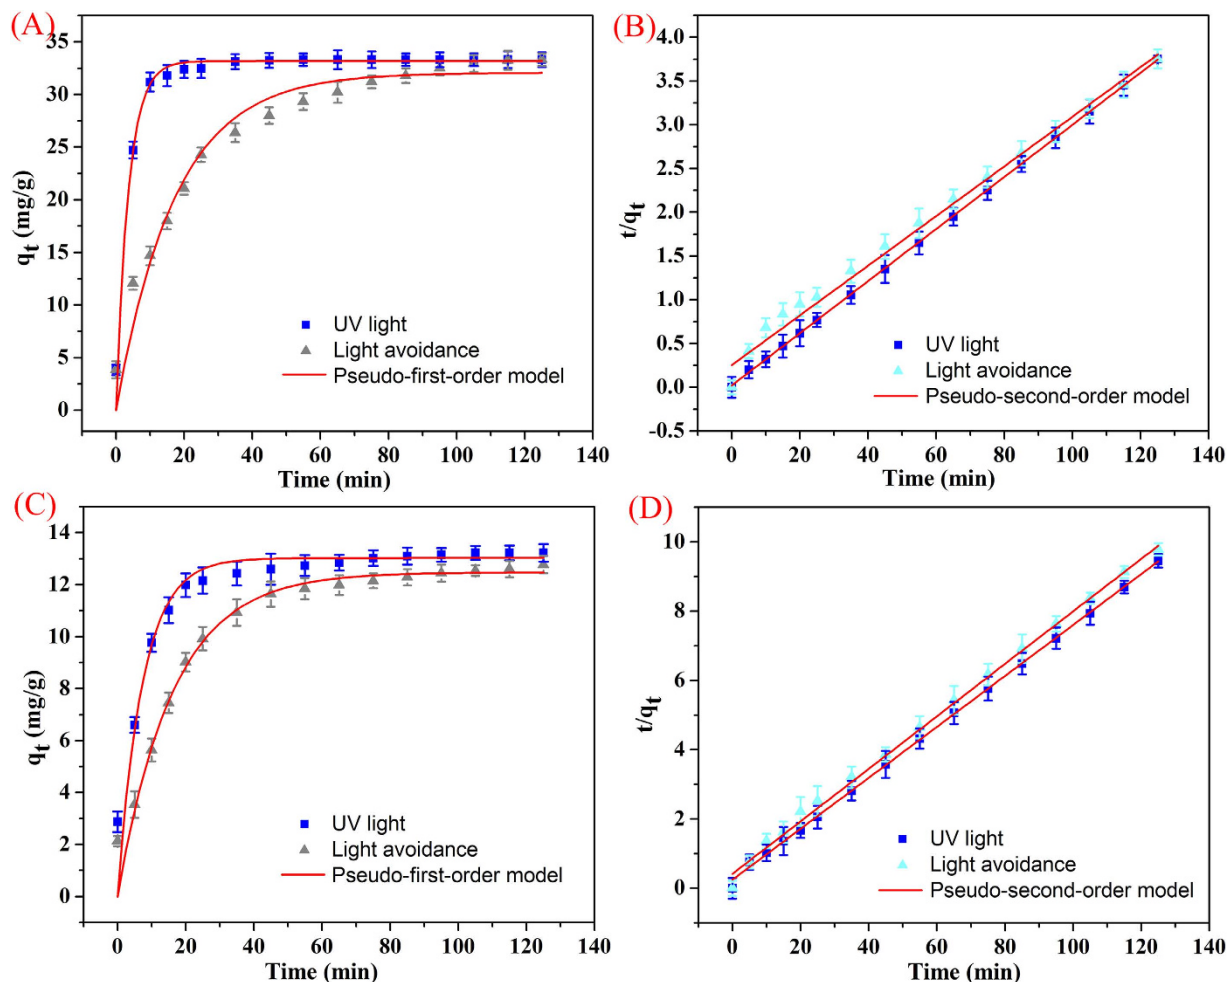 (A)
35
30
25
20
15
10
5
0
qt (mg/g)
UV light
Light avoidance
Pseudo-first-order model
0 20 40 60 80 100 120 140
Time (min)
(B)
4.0
3.5
3.0
2.5
2.0
1.5
1.0
0.5
0.0
-0.5
t/qt
UV light
Light avoidance
Pseudo-second-order model
0 20 40 60 80 100 120 140
Time (min)
(C)
14
12
10
8
6
4
2
0
qt (mg/g)
UV light
Light avoidance
Pseudo-first-order model
0 20 40 60 80 100 120 140
Time (min)
(D)
10
8
6
4
2
0
t/qt
UV light
Light avoidance
Pseudo-second-order model
0 20 40 60 80 100 120 140
Time (min)